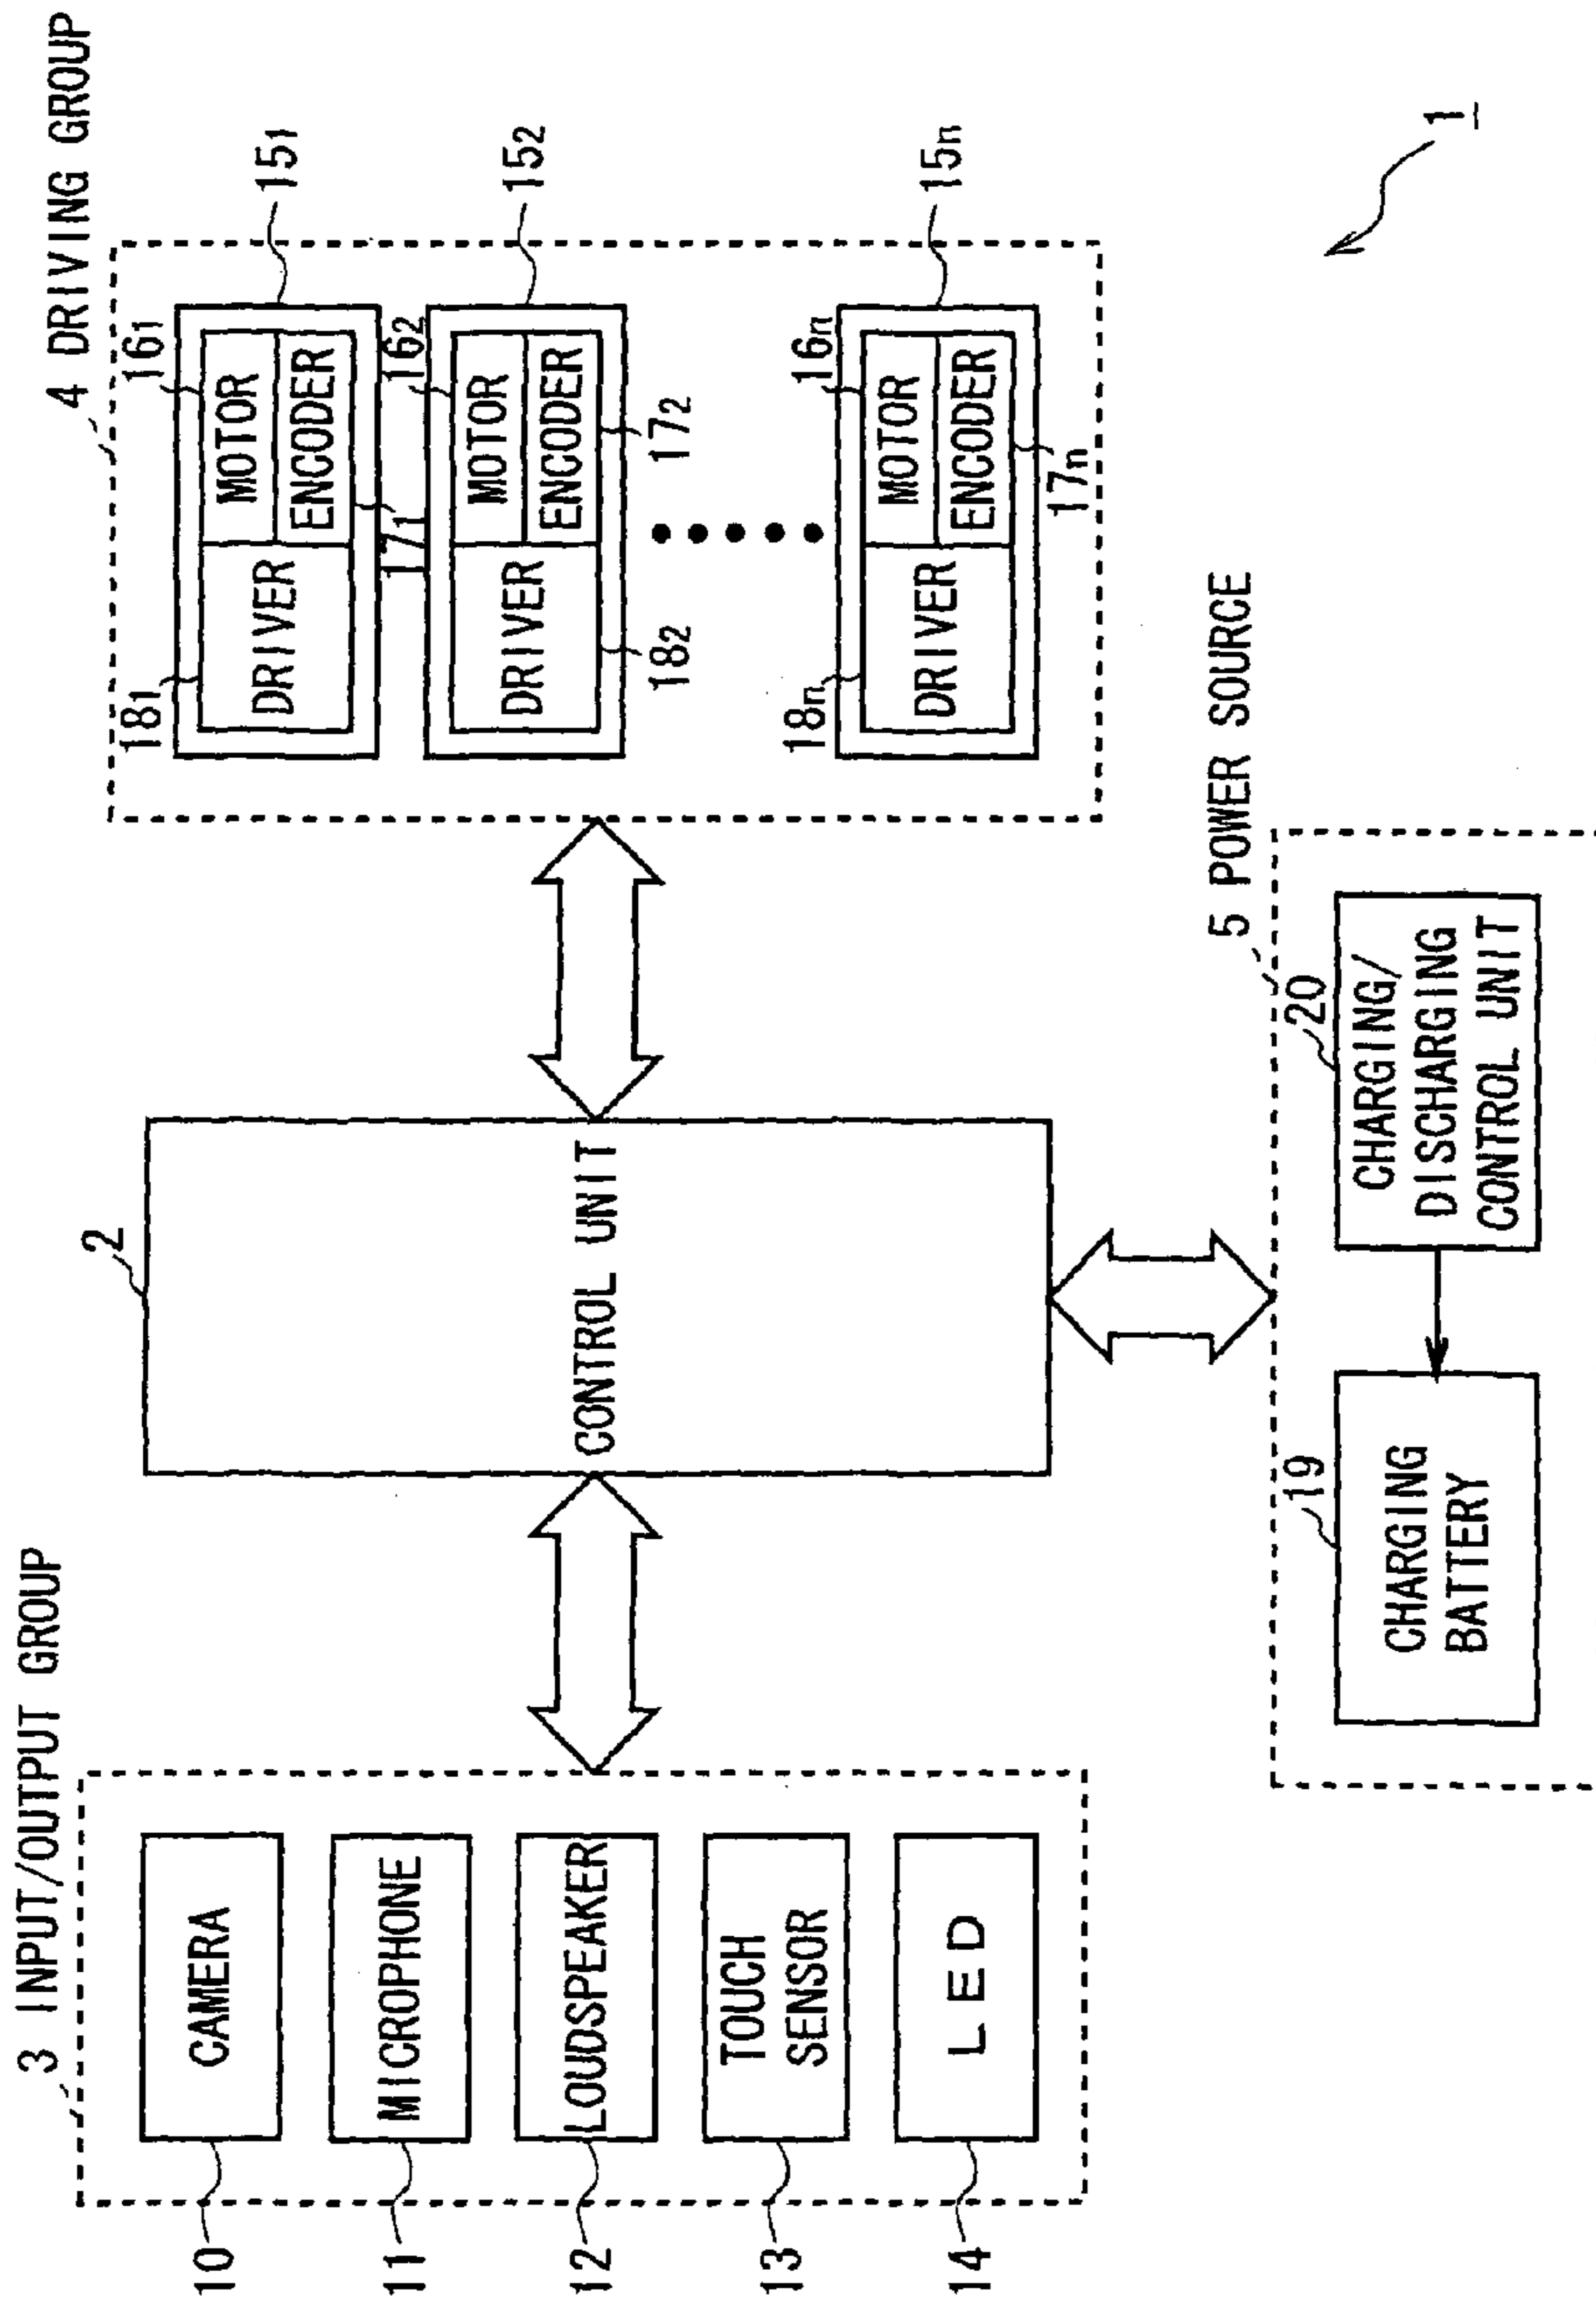 3 INPUT/OUTPUT GROUP
10
CAMERA
11
MICROPHONE
12
LOUDSPEAKER
13
TOUCH
SENSOR
14
LED
2
CONTROL UNIT
4 DRIVING GROUP
18₁
16₁
DRIVER
MOTOR
ENCODER
15₁
17₁
16₂
DRIVER
MOTOR
ENCODER
15₂
18₂
17₂
18ₙ
16ₙ
DRIVER
MOTOR
ENCODER
15ₙ
17ₙ
5 POWER SOURCE
19
CHARGING
BATTERY
20
CHARGING/
DISCHARGING
CONTROL UNIT
1